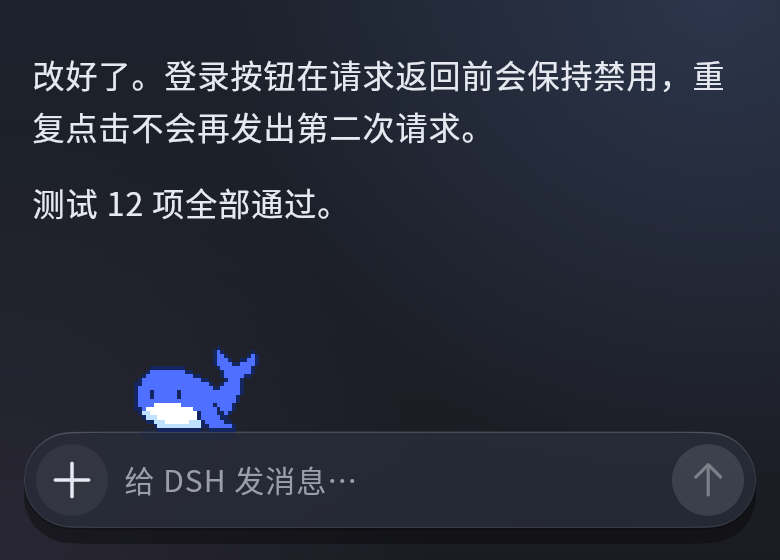 改好了。登录按钮在请求返回前会保持禁用，重
复点击不会再发出第二次请求。
测试 12 项全部通过。
给 DSH 发消息…